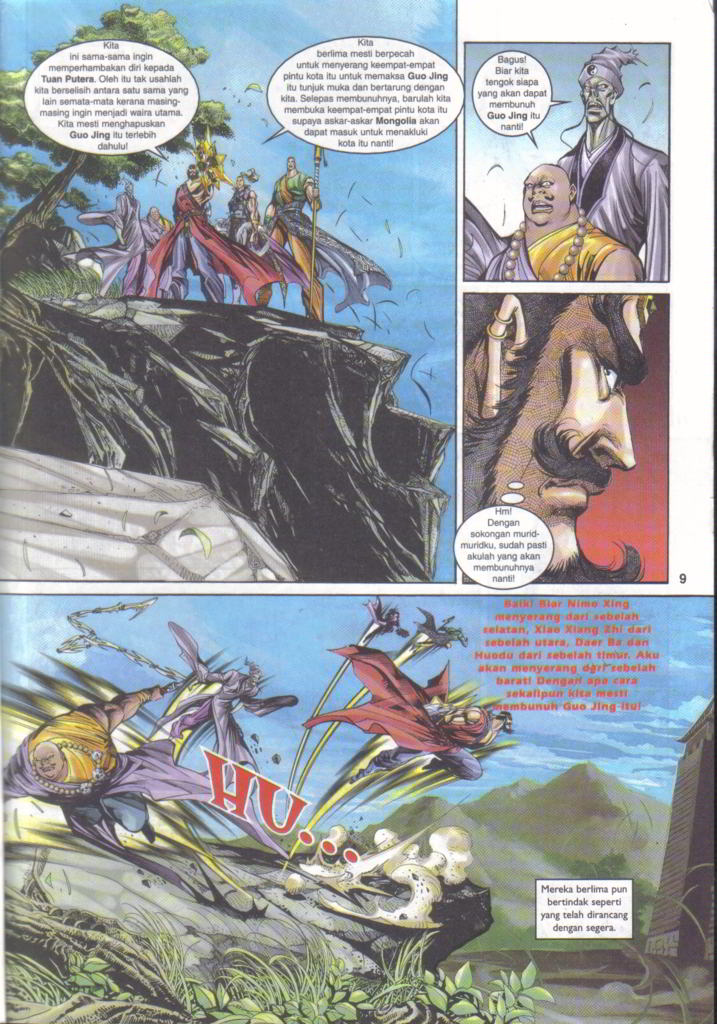 Kita
ini sama-sama ingin
memperhambakan diri kepada
Tuan Putera. Oleh itu tak usahlah
kita berselisih antara satu sama yang
lain semata-mata kerana masing-
masing ingin menjadi waira utama.
Kita mesti menghapuskan
Guo Jing itu terlebih
dahulu!
Kita
berlima mesti berpecah
untuk menyerang keempat-empat
pintu kota itu untuk memaksa Guo Jing
itu tunjuk muka dan bertarung dengan
kita. Selepas membunuhnya, barulah kita
membuka keempat-empat pintu kota itu
supaya askar-askar Mongolia akan
dapat masuk untuk menakluki
kota itu nanti!
Bagus!
Biar kita
tengok siapa
yang akan dapat
membunuh
Guo Jing itu
nanti!
Hm!
Dengan
sokongan murid-
muridku, sudah pasti
akulah yang akan
membunuhnya
nanti!
9
Baik! Biar Nimo Xing
menyerang dari sebelah
selatan, Xiao Xiang Zhi dari
sebelah utara, Daer Ba dan
Huodu dari sebelah timur. Aku
akan menyerang dari sebelah
barat! Dengan apa cara
sekalipun kita mesti
membunuh Guo Jing itu!
HU...
Mereka berlima pun
bertindak seperti
yang telah dirancang
dengan segera.